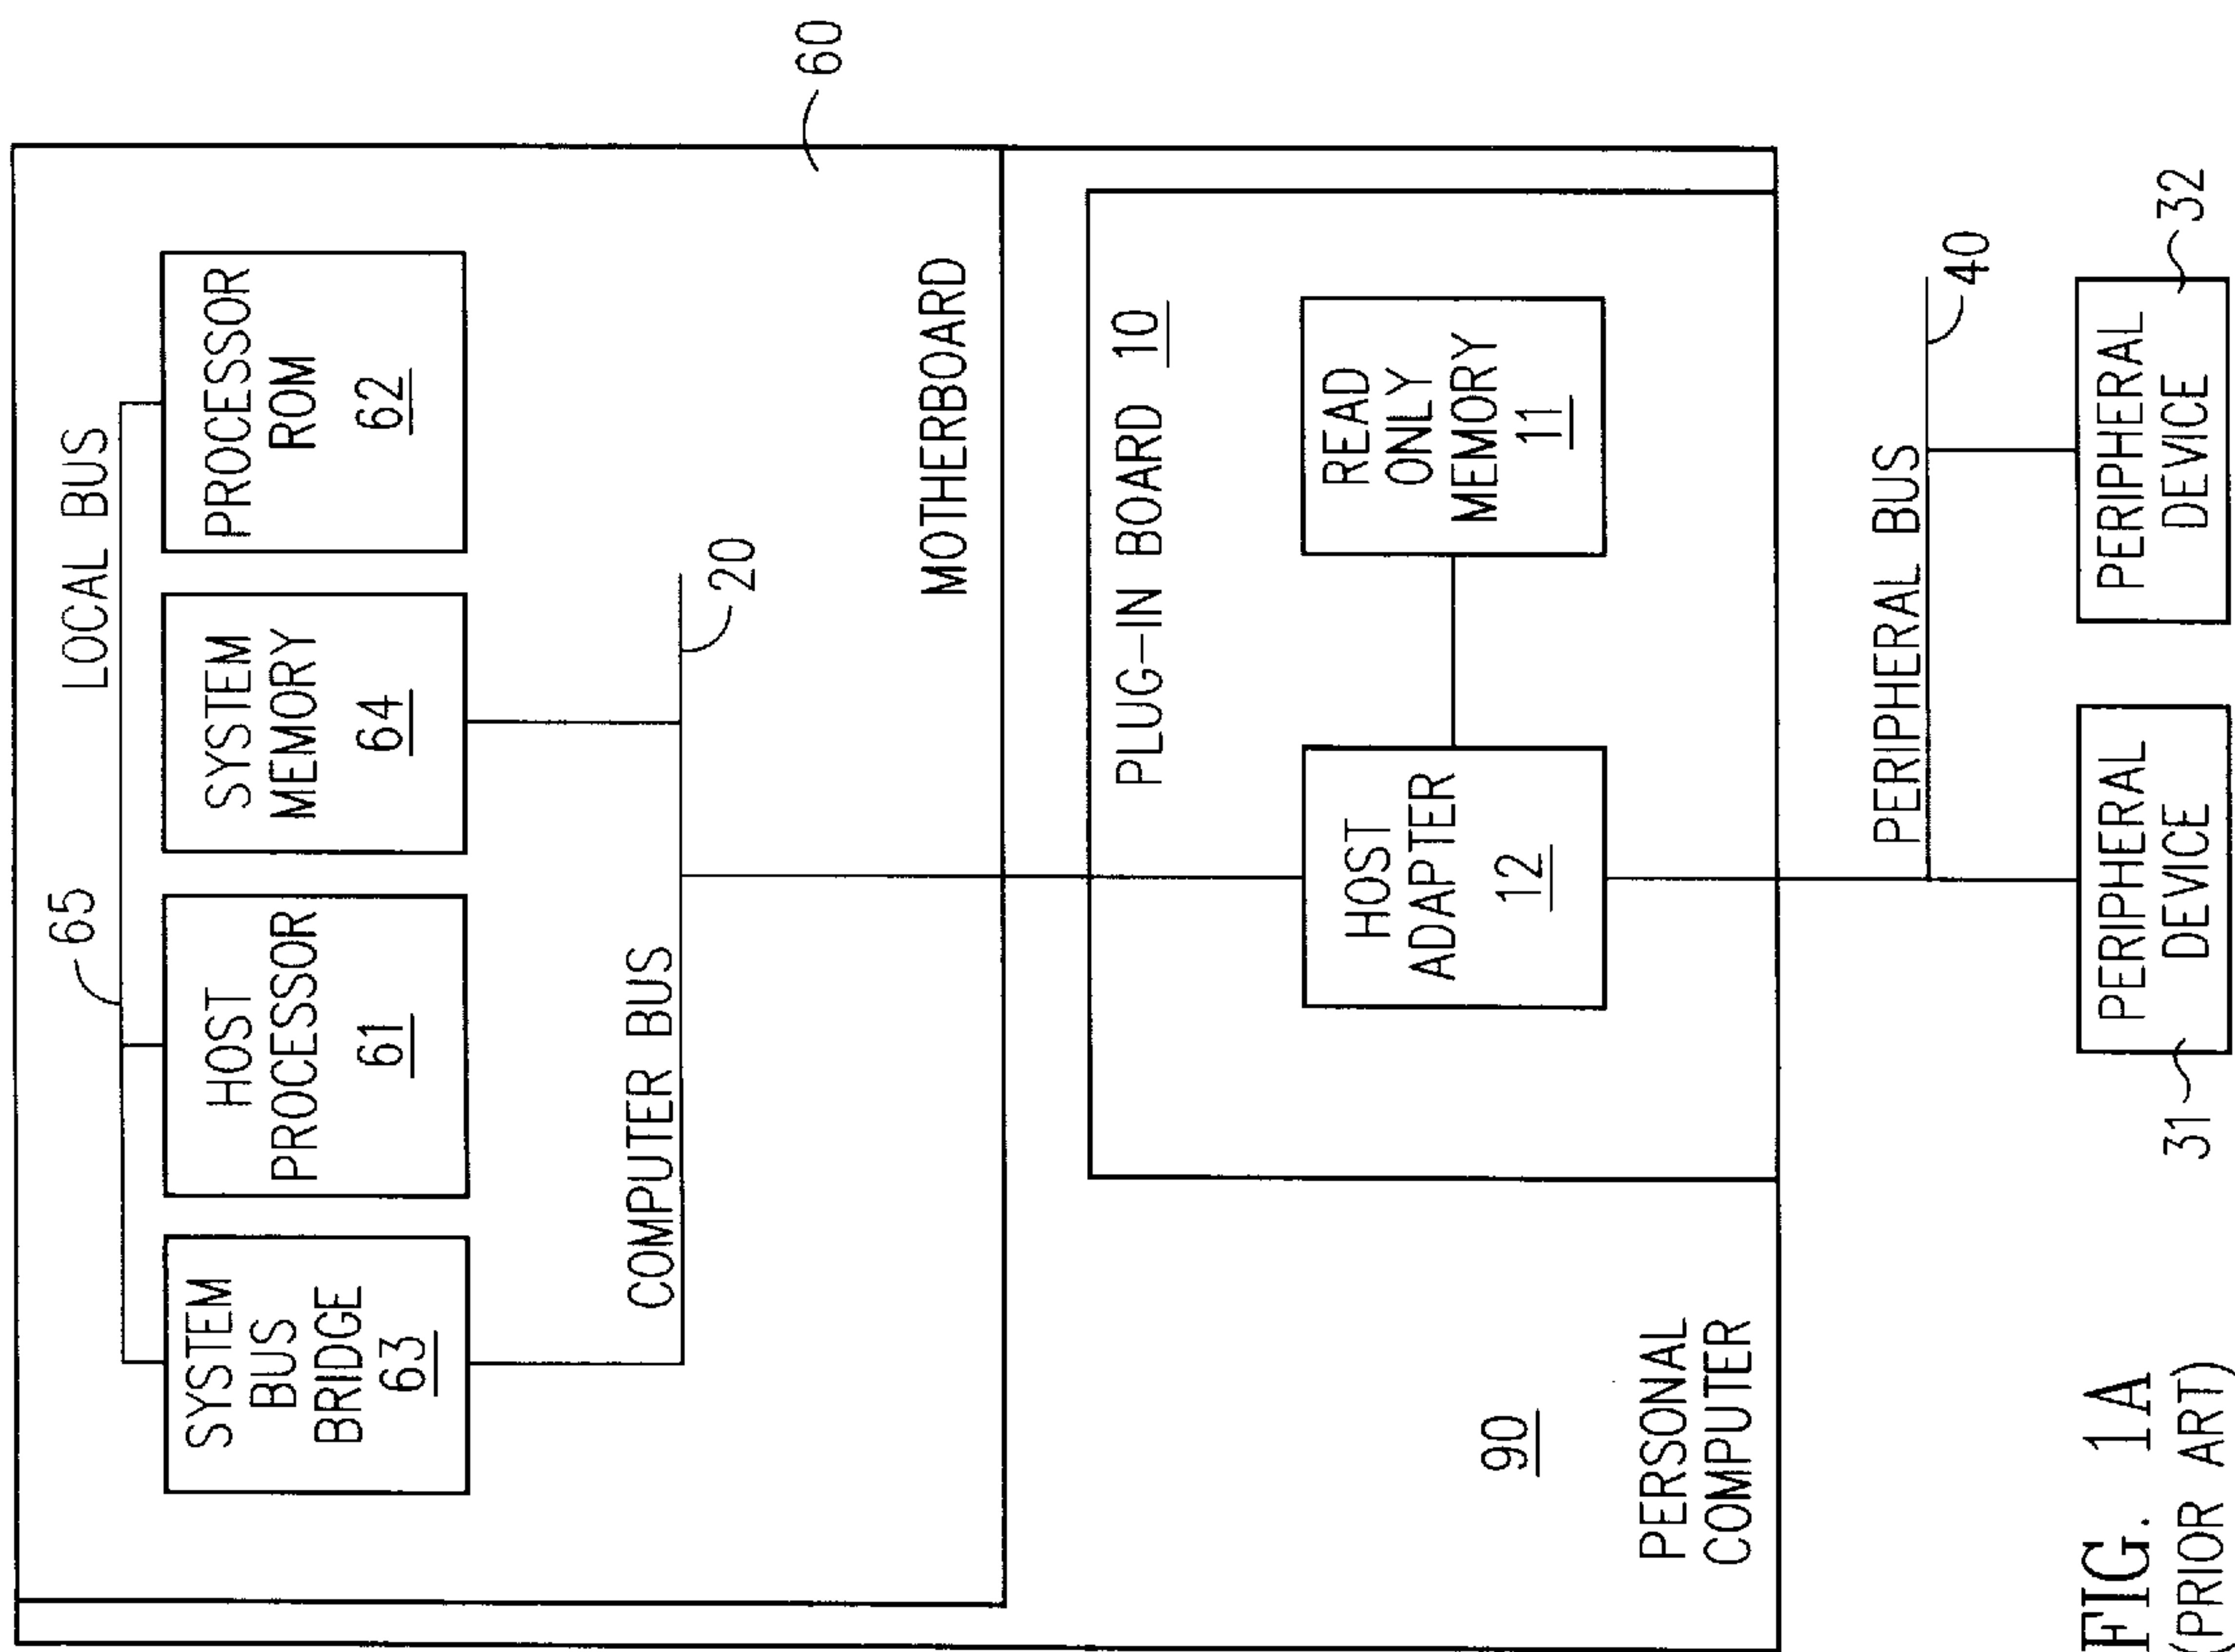 65
LOCAL BUS
SYSTEM
BUS
BRIDGE
63
HOST
PROCESSOR
61
SYSTEM
MEMORY
64
PROCESSOR
ROM
62
COMPUTER BUS
20
60
MOTHERBOARD
PLUG-IN BOARD 10
HOST
ADAPTER
12
READ
ONLY
MEMORY
11
90
PERSONAL
COMPUTER
PERIPHERAL BUS
40
PERIPHERAL
DEVICE
31
PERIPHERAL
DEVICE
32
FIG. 1A
(PRIOR ART)